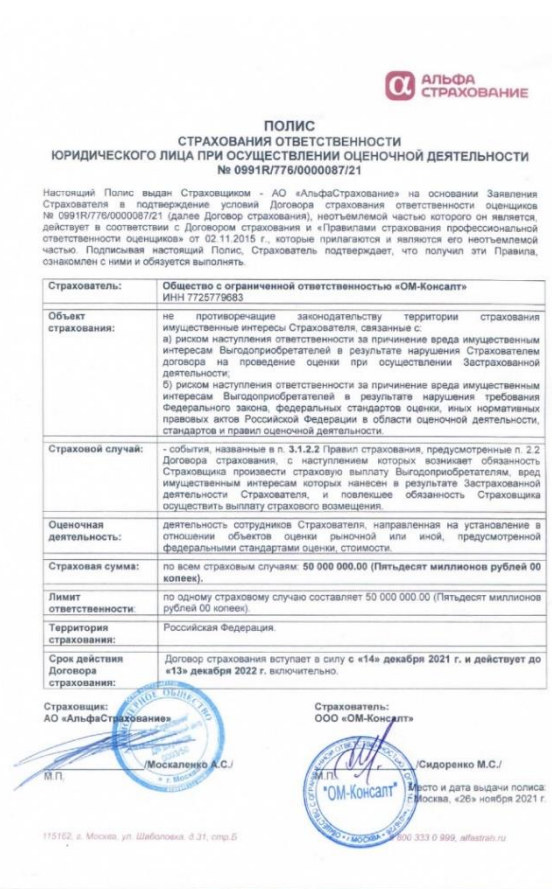 АЛЬФА
СТРАХОВАНИЕ
ПОЛИС
СТРАХОВАНИЯ ОТВЕТСТВЕННОСТИ
ЮРИДИЧЕСКОГО ЛИЦА ПРИ ОСУЩЕСТВЛЕНИИ ОЦЕНОЧНОЙ ДЕЯТЕЛЬНОСТИ
№ 0991R/776/0000087/21
Настоящий Полис выдан Страховщиком - АО «АльфаСтрахование» на основании Заявления
Страхователя в подтверждение условий Договора страхования ответственности оценщиков
№ 0991R/776/0000087/21 (далее Договор страхования), неотъемлемой частью которого он является,
действует в соответствии с Договором страхования и «Правилами страхования профессиональной
ответственности оценщиков» от 02.11.2015 г., которые прилагаются и являются его неотъемлемой
частью. Подписывая настоящий Полис, Страхователь подтверждает, что получил эти Правила,
ознакомлен с ними и обязуется выполнять.
Страхователь:
Общество с ограниченной ответственностью «ОМ-Консалт»
ИНН 7725779683
Объект
страхования:
не противоречащие законодательству территории страхования
имущественные интересы Страхователя, связанные с:
а) риском наступления ответственности за причинение вреда имущественным
интересам Выгодоприобретателей в результате нарушения Страхователем
договора на проведение оценки при осуществлении Застрахованной
деятельности;
б) риском наступления ответственности за причинение вреда имущественным
интересам Выгодоприобретателей в результате нарушения требования
Федерального закона, федеральных стандартов оценки, иных нормативных
правовых актов Российской Федерации в области оценочной деятельности,
стандартов и правил оценочной деятельности.
Страховой случай:
- события, названные в п. 3.1.2.2 Правил страхования, предусмотренные п. 2.2
Договора страхования, с наступлением которых возникает обязанность
Страховщика произвести страховую выплату Выгодоприобретателям, вред
имущественным интересам которых нанесен в результате Застрахованной
деятельности Страхователя, и повлекшее обязанность Страховщика
осуществить выплату страхового возмещения.
Оценочная
деятельность:
деятельность сотрудников Страхователя, направленная на установление в
отношении объектов оценки рыночной или иной, предусмотренной
федеральными стандартами оценки, стоимости.
Страховая сумма:
по всем страховым случаям: 50 000 000.00 (Пятьдесят миллионов рублей 00
копеек).
Лимит
ответственности:
по одному страховому случаю составляет 50 000 000.00 (Пятьдесят миллионов
рублей 00 копеек).
Территория
страхования:
Российская Федерация.
Срок действия
Договора
страхования:
Договор страхования вступает в силу с «14» декабря 2021 г. и действует до
«13» декабря 2022 г. включительно.
Страховщик:
АО «АльфаСтрахование»
/Москаленко А.С./
М.П.
Страхователь:
ООО «ОМ-Консалт»
/Сидоренко М.С./
М.П.
"ОМ-Консалт"
Место и дата выдачи полиса:
г. Москва, «26» ноября 2021 г.
115162, г. Москва, ул. Шаболовка, д.31, стр.Б
8 800 333 0 999, alfastrah.ru